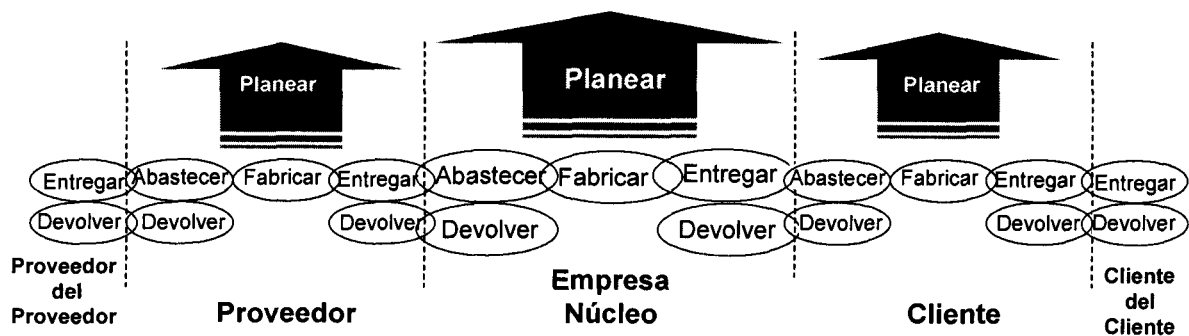 Planear Planear Planear
Entregar Abastecer Fabricar Entregar Abastecer Fabricar Entregar Abastecer Fabricar Entregar Entregar
Devolver Devolver Devolver Devolver Devolver Devolver Devolver Devolver
Proveedor
del
Proveedor
Proveedor
Empresa
Núcleo
Cliente
Cliente
del
Cliente